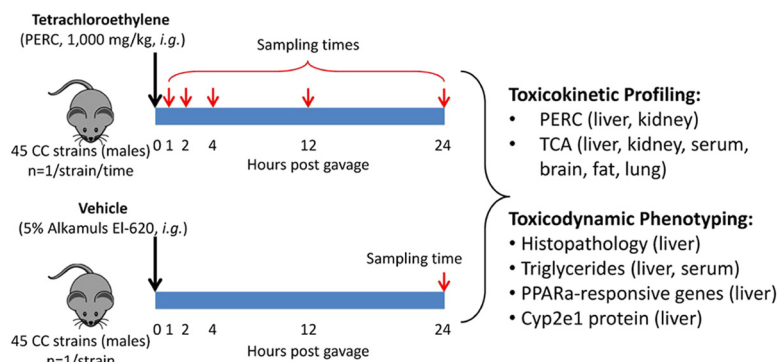 Tetrachloroethylene
(PERC, 1,000 mg/kg, i.g.)
Sampling times
0 1 2 4 12 24
Hours post gavage
45 CC strains (males)
n=1/strain/time
Vehicle
(5% Alkamuls El-620, i.g.)
Sampling time
0 1 2 4 12 24
Hours post gavage
45 CC strains (males)
n=1/strain
Toxicokinetic Profiling:
• PERC (liver, kidney)
• TCA (liver, kidney, serum,
brain, fat, lung)
Toxicodynamic Phenotyping:
• Histopathology (liver)
• Triglycerides (liver, serum)
• PPARa-responsive genes (liver)
• Cyp2e1 protein (liver)